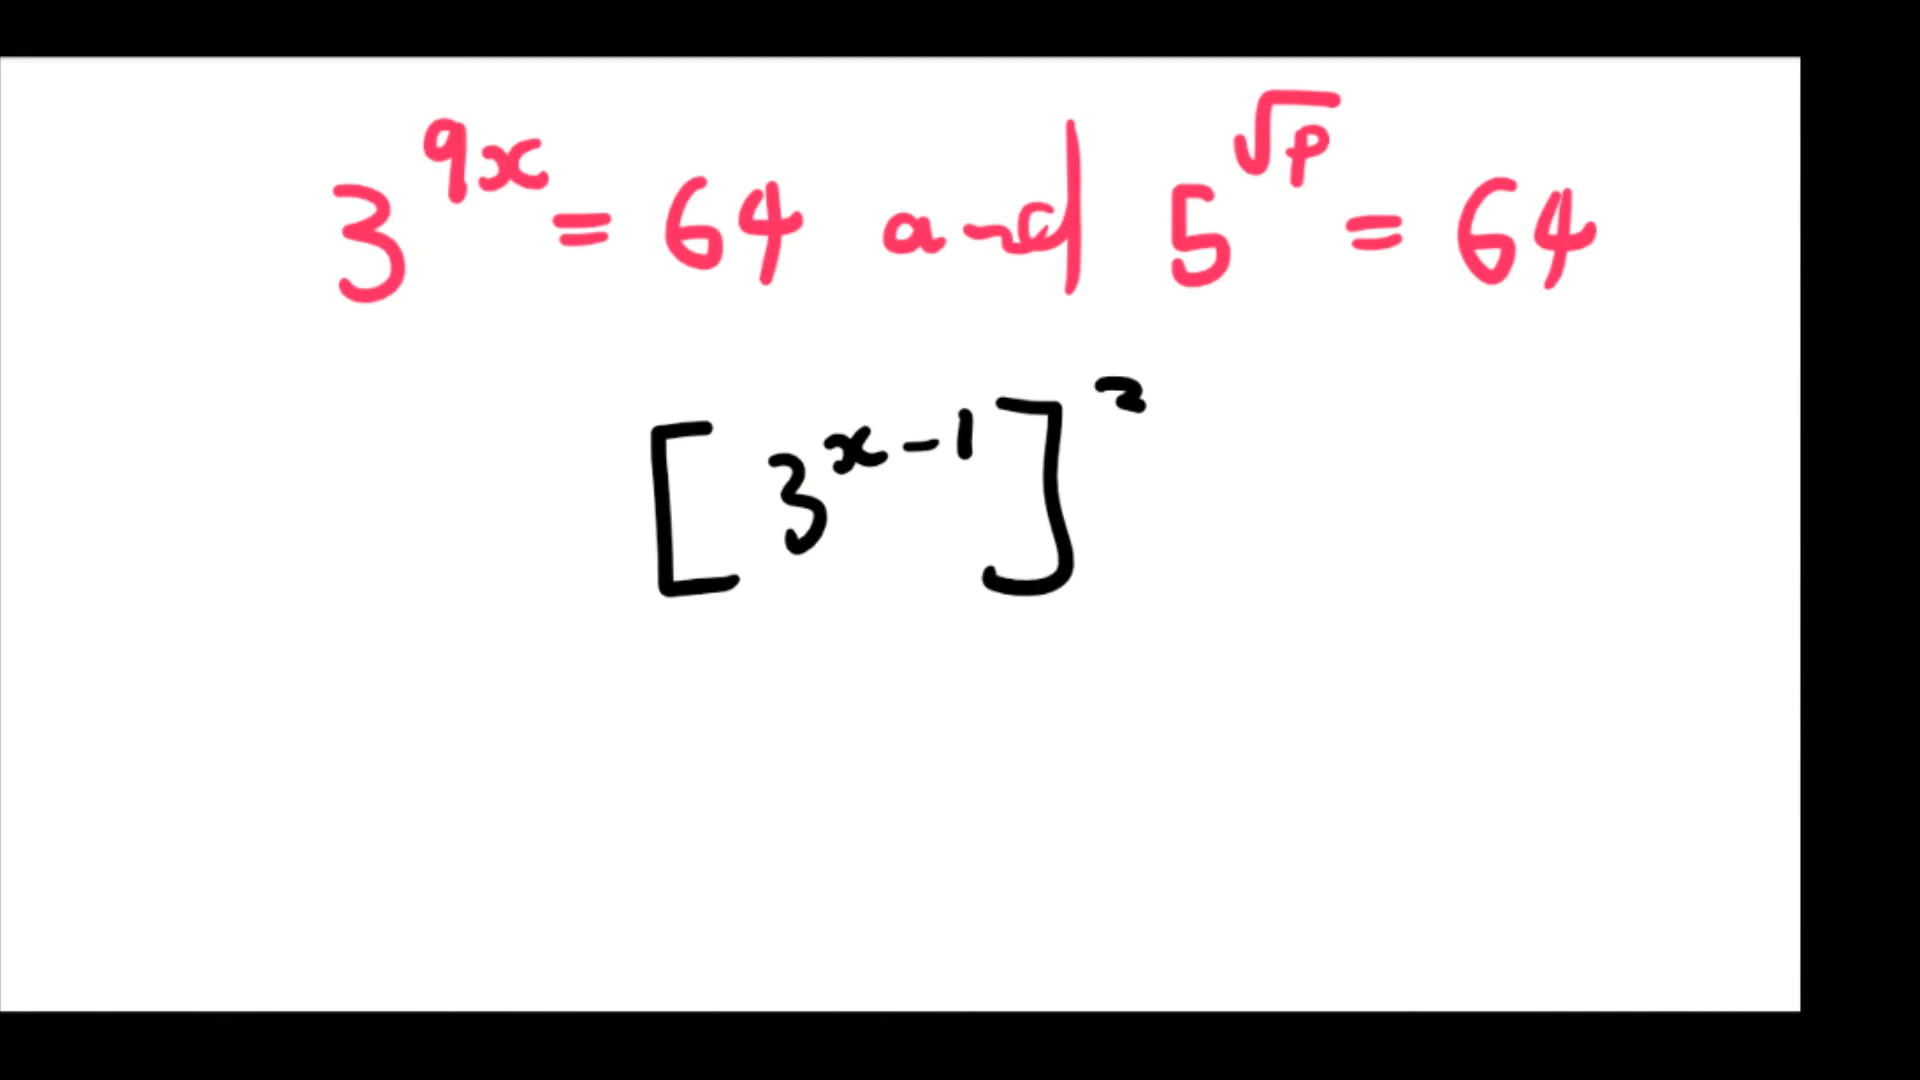 3^{9x} = 64 and 5^{√p} = 64
[3^{x-1}]^2